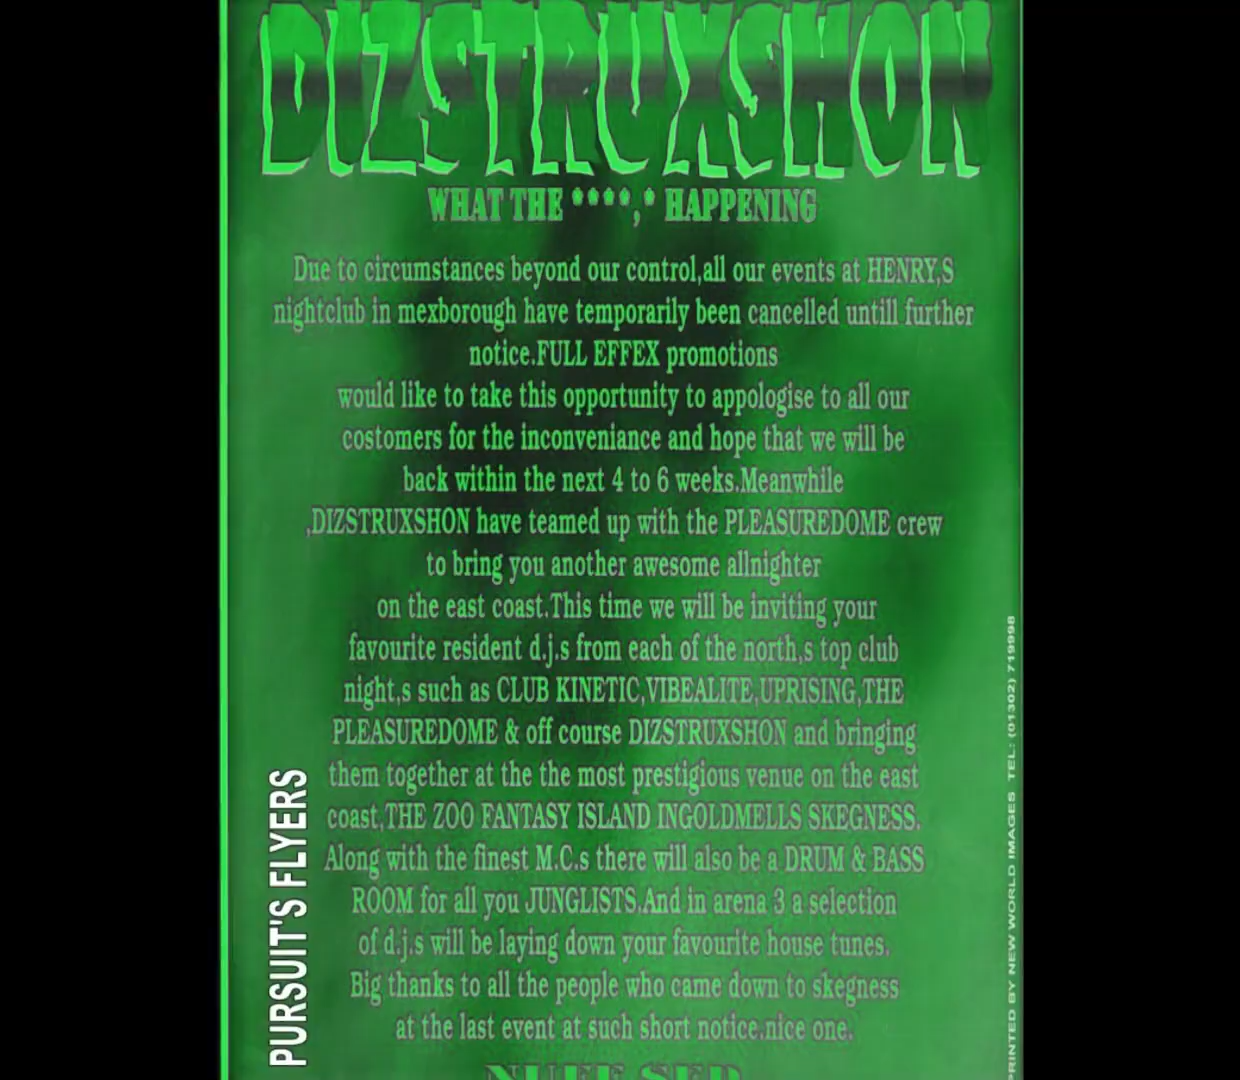 DIZSTRUXSHON
WHAT THE ****,* HAPPENING
Due to circumstances beyond our control,all our events at HENRY,S
nightclub in mexborough have temporarily been cancelled untill further
notice.FULL EFFEX promotions
would like to take this opportunity to appologise to all our
costomers for the inconveniance and hope that we will be
back within the next 4 to 6 weeks.Meanwhile
,DIZSTRUXSHON have teamed up with the PLEASUREDOME crew
to bring you another awesome allnighter
on the east coast.This time we will be inviting your
favourite resident d.j.s from each of the north,s top club
night,s such as CLUB KINETIC,VIBEALITE,UPRISING,THE
PLEASUREDOME & off course DIZSTRUXSHON and bringing
them together at the the most prestigious venue on the east
coast,THE ZOO FANTASY ISLAND INGOLDMELLS SKEGNESS.
Along with the finest M.C.s there will also be a DRUM & BASS
ROOM for all you JUNGLISTS.And in arena 3 a selection
of d.j.s will be laying down your favourite house tunes.
Big thanks to all the people who came down to skegness
at the last event at such short notice.nice one.
NUFF SED
PURSUIT'S FLYERS
PRINTED BY NEW WORLD IMAGES TEL: (01302) 719998